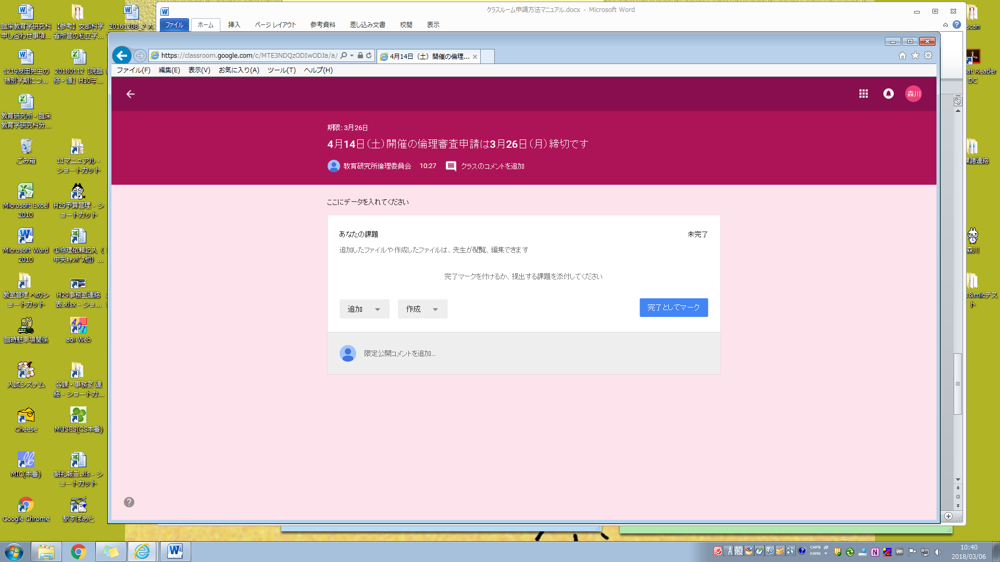 クラスルーム申請方法マニュアル.docx - Microsoft Word
ファイル
ホーム
挿入
ページ レイアウト
参考資料
差し込み文書
校閲
表示
https://classroom.google.com/c/MTE3NDQzODIwODJa/a/
4月14日（土）開催の倫理...
ファイル(F)
編集(E)
表示(V)
お気に入り(A)
ツール(T)
ヘルプ(H)
森川
期限: 3月26日
4月14日（土）開催の倫理審査申請は3月26日（月）締切です
教育研究所倫理委員会
10:27
クラスのコメントを追加
ここにデータを入れてください
あなたの課題
未完了
追加したファイルや作成したファイルは、先生が閲覧、編集できます
完了マークを付けるか、提出する課題を添付してください
追加
作成
完了としてマーク
限定公開コメントを追加...
臨床教育学研究科
申し合わせ事項...
【参考】文部科学
省所管の私立学...
20161208_2 大
1219友田先生の
特別学期につ...
20180112［院臨
修・博］H30年...
教育研究所・臨床
教育学研究科分...
ごみ箱
11マニュアル -
ショートカット
Microsoft Excel
2010
H29予算管理 - シ
ョートカット
Microsoft Word
2010
①修理依頼記入（
中央ｷｬﾝﾊﾟｽ他）...
教室管理 へのシ
ョートカット
H29事務室連絡
表.xlsx - ショ...
臨時駐車場関係
aoi-Web
入試システム
各課・事務室 連
絡 - ショートカ...
Cheese
MUSES(CS本番)
MIC(本番)
朝礼報告.xls - シ
ョートカット
Google Chrome
駅すぱあと
scan
at Reader
DC
課諸連絡
森川
s&micテス
ト
A 般
CAPS
KANA
10:40
2018/03/06